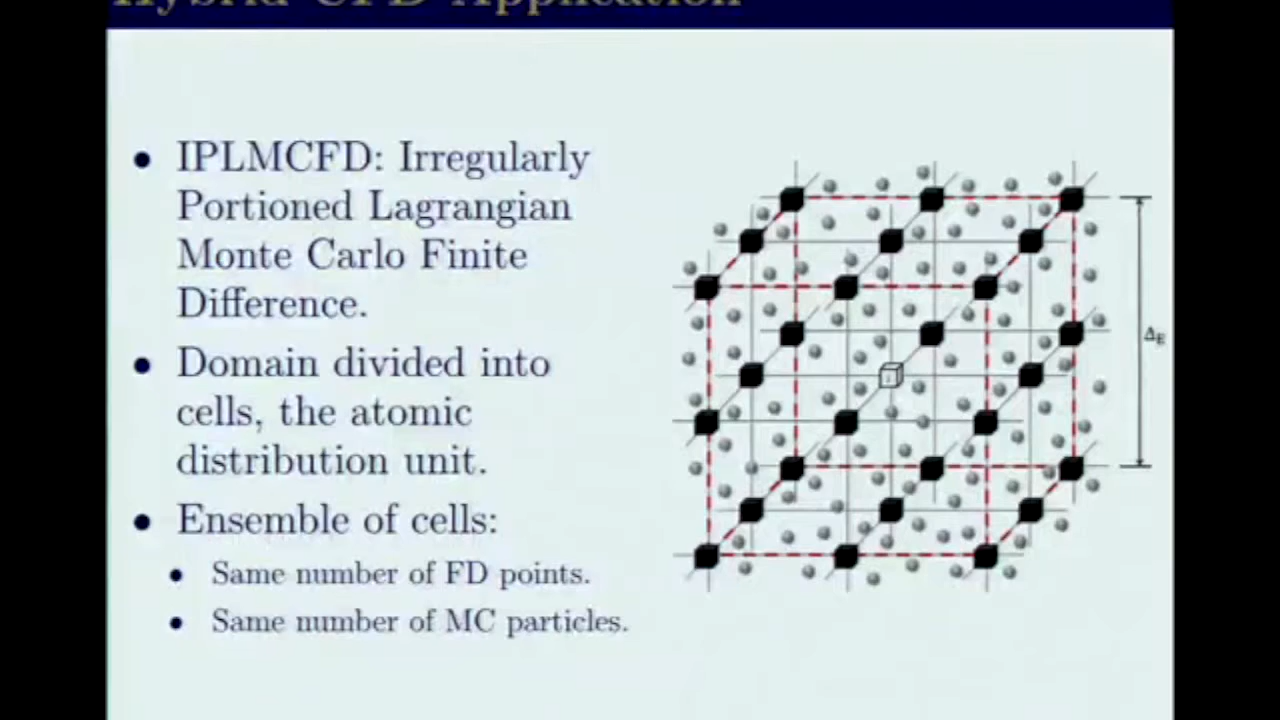 Hybrid CFD Application
• IPLMCFD: Irregularly
Portioned Lagrangian
Monte Carlo Finite
Difference.
• Domain divided into
cells, the atomic
distribution unit.
• Ensemble of cells:
• Same number of FD points.
• Same number of MC particles.
Δ_E